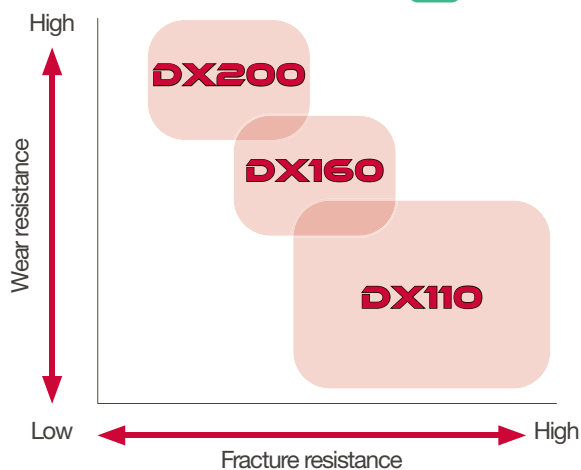 High
DX200
DX160
Wear resistance
DX110
Low
High
Fracture resistance